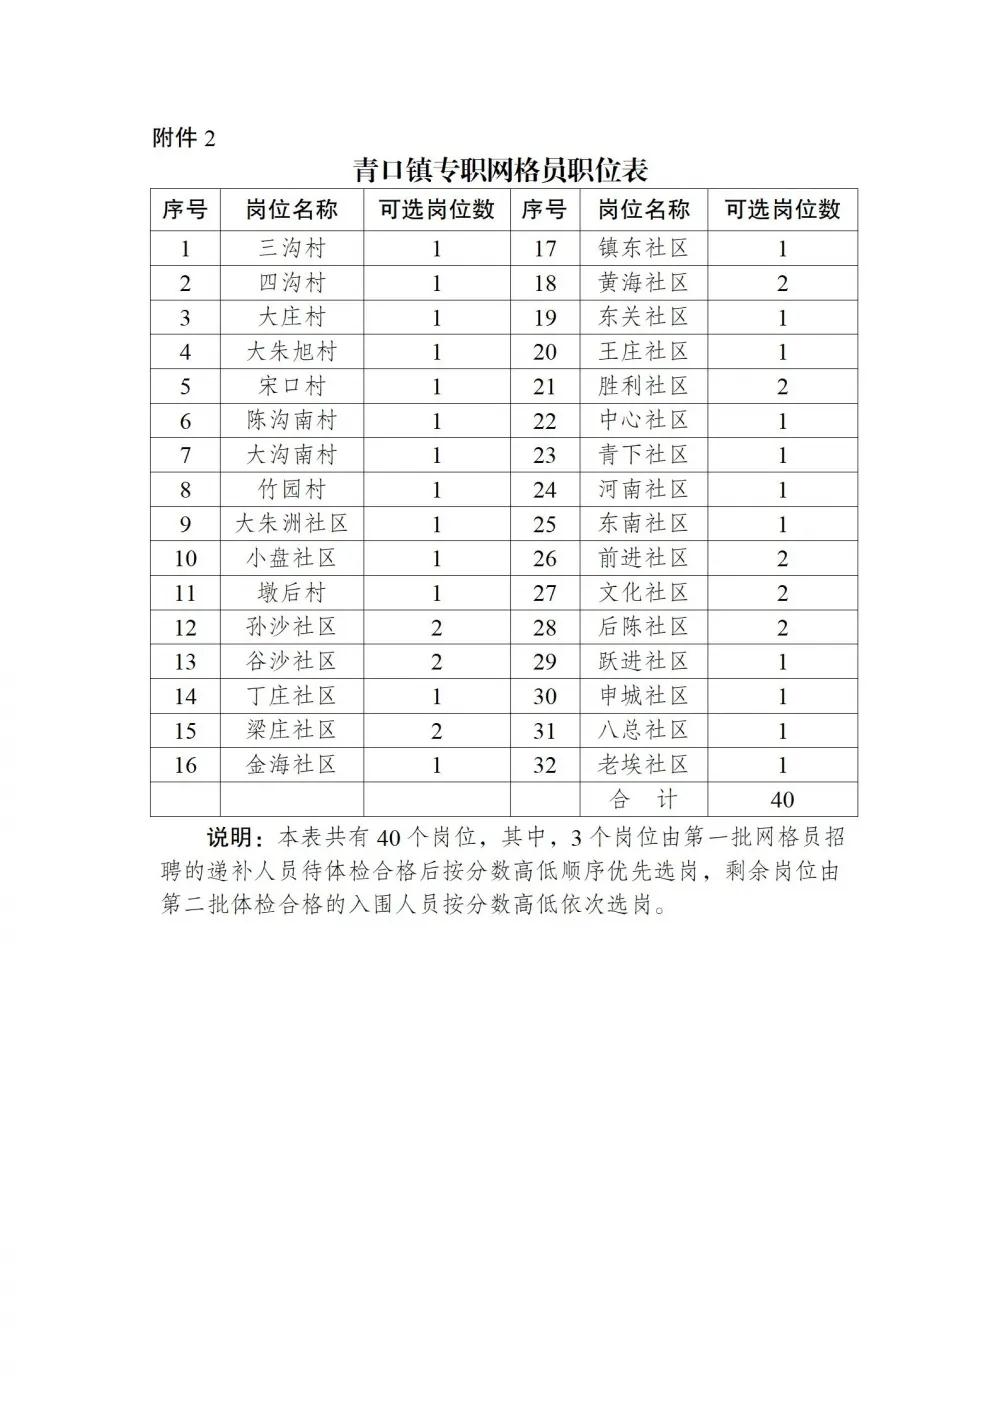 附件 2
青口镇专职网格员职位表
序号 岗位名称 可选岗位数 序号 岗位名称 可选岗位数
1 三沟村 1 17 镇东社区 1
2 四沟村 1 18 黄海社区 2
3 大庄村 1 19 东关社区 1
4 大朱旭村 1 20 王庄社区 1
5 宋口村 1 21 胜利社区 2
6 陈沟南村 1 22 中心社区 1
7 大沟南村 1 23 青下社区 1
8 竹园村 1 24 河南社区 1
9 大朱洲社区 1 25 东南社区 1
10 小盘社区 1 26 前进社区 2
11 墩后村 1 27 文化社区 2
12 孙沙社区 2 28 后陈社区 2
13 谷沙社区 2 29 跃进社区 1
14 丁庄社区 1 30 申城社区 1
15 梁庄社区 2 31 八总社区 1
16 金海社区 1 32 老埃社区 1
合 计 40
说明：本表共有 40 个岗位，其中，3 个岗位由第一批网格员招
聘的递补人员待体检合格后按分数高低顺序优先选岗，剩余岗位由
第二批体检合格的入围人员按分数高低依次选岗。